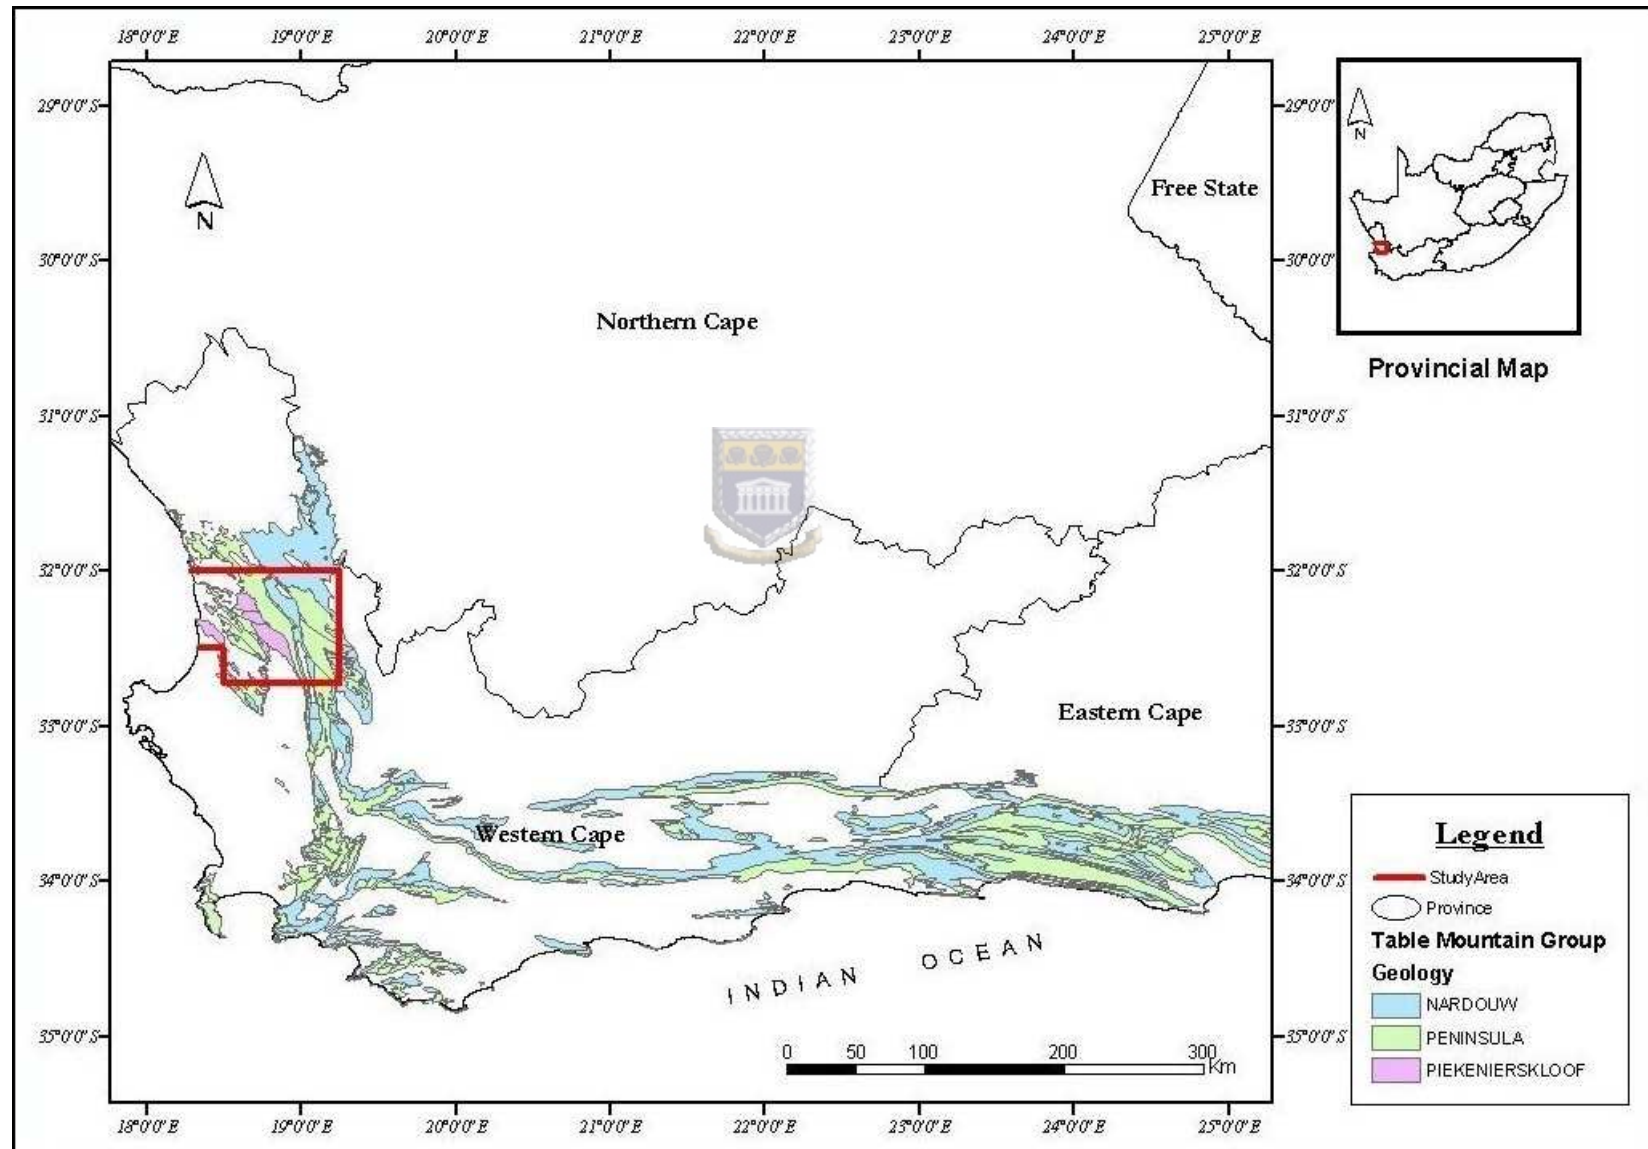 18°0'0"E 19°0'0"E 20°0'0"E 21°0'0"E 22°0'0"E 23°0'0"E 24°0'0"E 25°0'0"E
29°0'0"S 29°0'0"
N
N
Free State
30°0'0"S 30°0'0"
Northern Cape
Provincial Map
31°0'0"S 31°0'0"S
32°0'0"S 32°0'0"S
Eastern Cape
33°0'0"S 33°0'0"S
Western Cape
Legend
34°0'0"S 34°0'0"S
Study Area
Province
Table Mountain Group
Geology
INDIAN OCEAN
NARDOUW
35°0'0"S 35°0'0"S
PENINSULA
0 50 100 200 300
Km
PIEKENIERSKLOOF
18°0'0"E 19°0'0"E 20°0'0"E 21°0'0"E 22°0'0"E 23°0'0"E 24°0'0"E 25°0'0"E